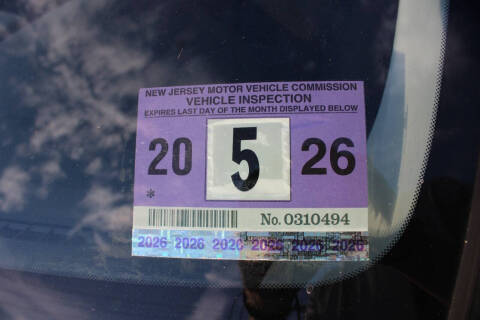 NEW JERSEY MOTOR VEHICLE COMMISSION
VEHICLE INSPECTION
EXPIRES LAST DAY OF THE MONTH DISPLAYED BELOW
20 5 26
*
No. 0310494
2026 2026 2026 2026 2026 2026